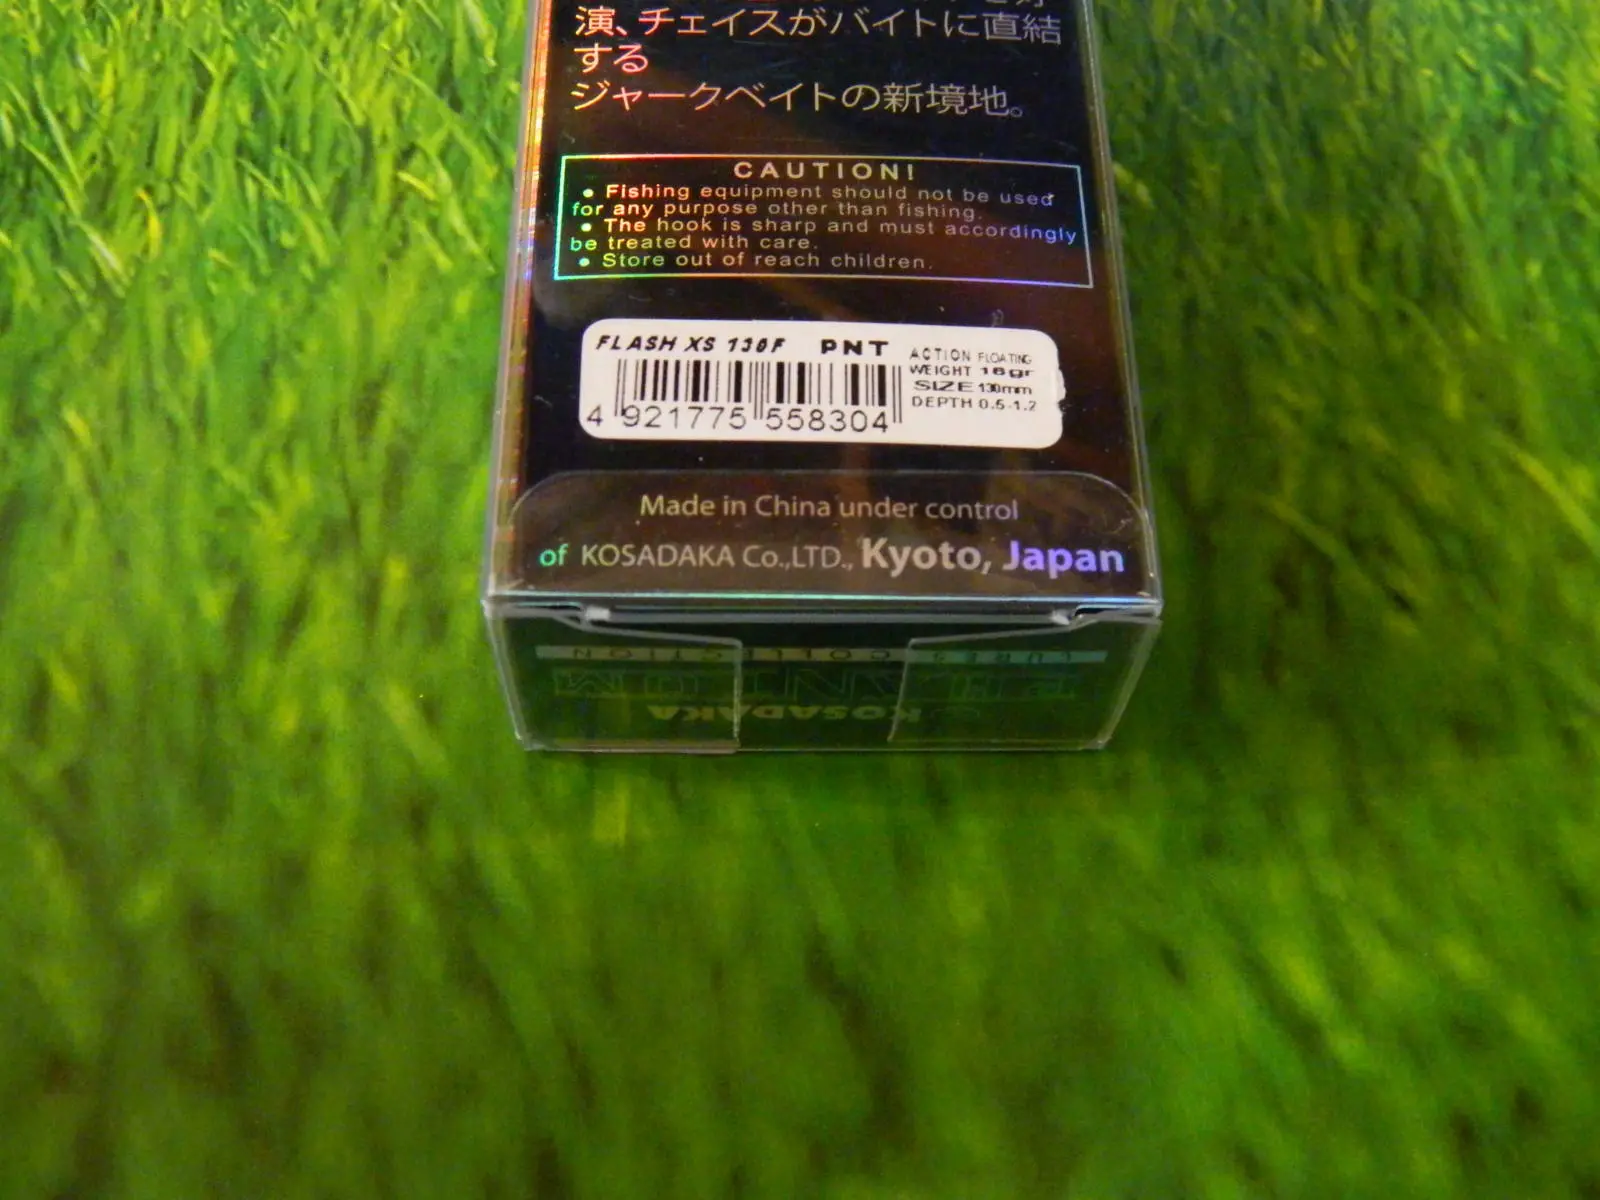 演、チェイスがバイトに直結
する
ジャークベイトの新境地。
CAUTION!
• Fishing equipment should not be used
for any purpose other than fishing.
• The hook is sharp and must accordingly
be treated with care.
• Store out of reach children.
FLASH XS 130F PNT
ACTION FLOATING
WEIGHT 16gr
SIZE 130mm
DEPTH 0.5-1.2
4 921775 558304
Made in China under control
of KOSADAKA Co.,LTD., Kyoto, Japan
LURES COLLECTION
KOSADAKA